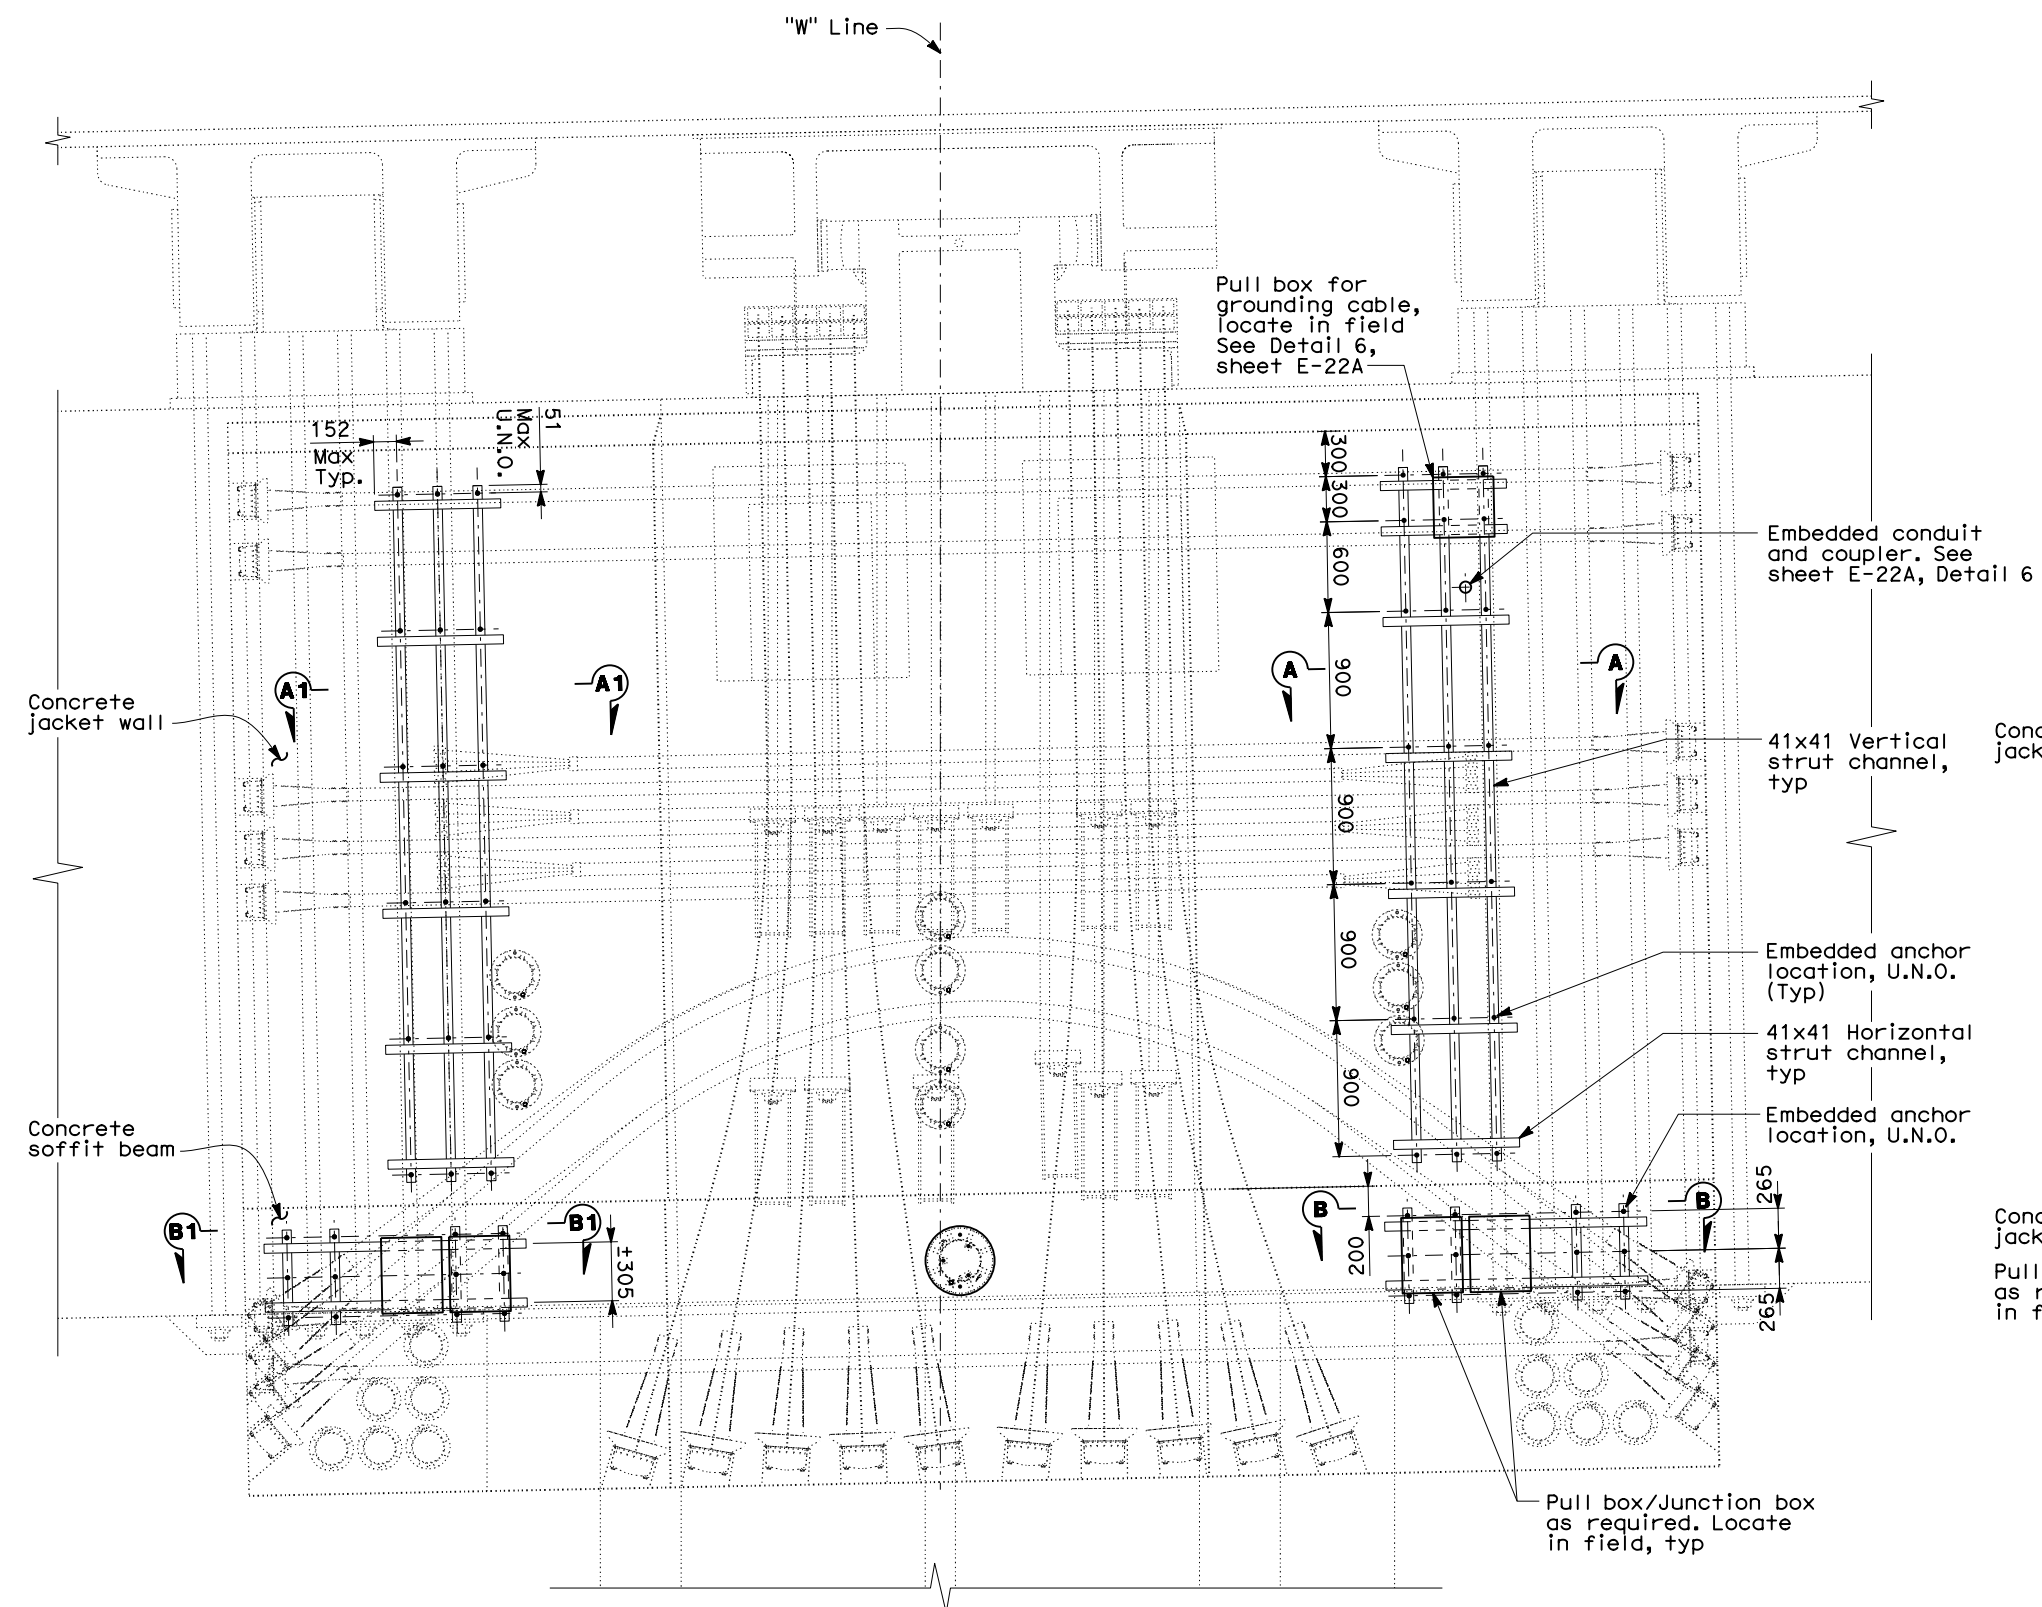 "W" Line
Pull box for
grounding cable,
locate in field
See Detail 6,
sheet E-22A
152
Max
Typ.
51
Max
U.N.O.
300
300
600
900
900
900
900
Embedded conduit
and coupler. See
sheet E-22A, Detail 6
A1
A1
A
A
Concrete
jacket wall
41x41 Vertical
strut channel,
typ
Embedded anchor
location, U.N.O.
(Typ)
41x41 Horizontal
strut channel,
typ
Embedded anchor
location, U.N.O.
Concrete
soffit beam
B1
B1
±305
B
B
200
265
265
Pull box/Junction box
as required. Locate
in field, typ
Pull
in